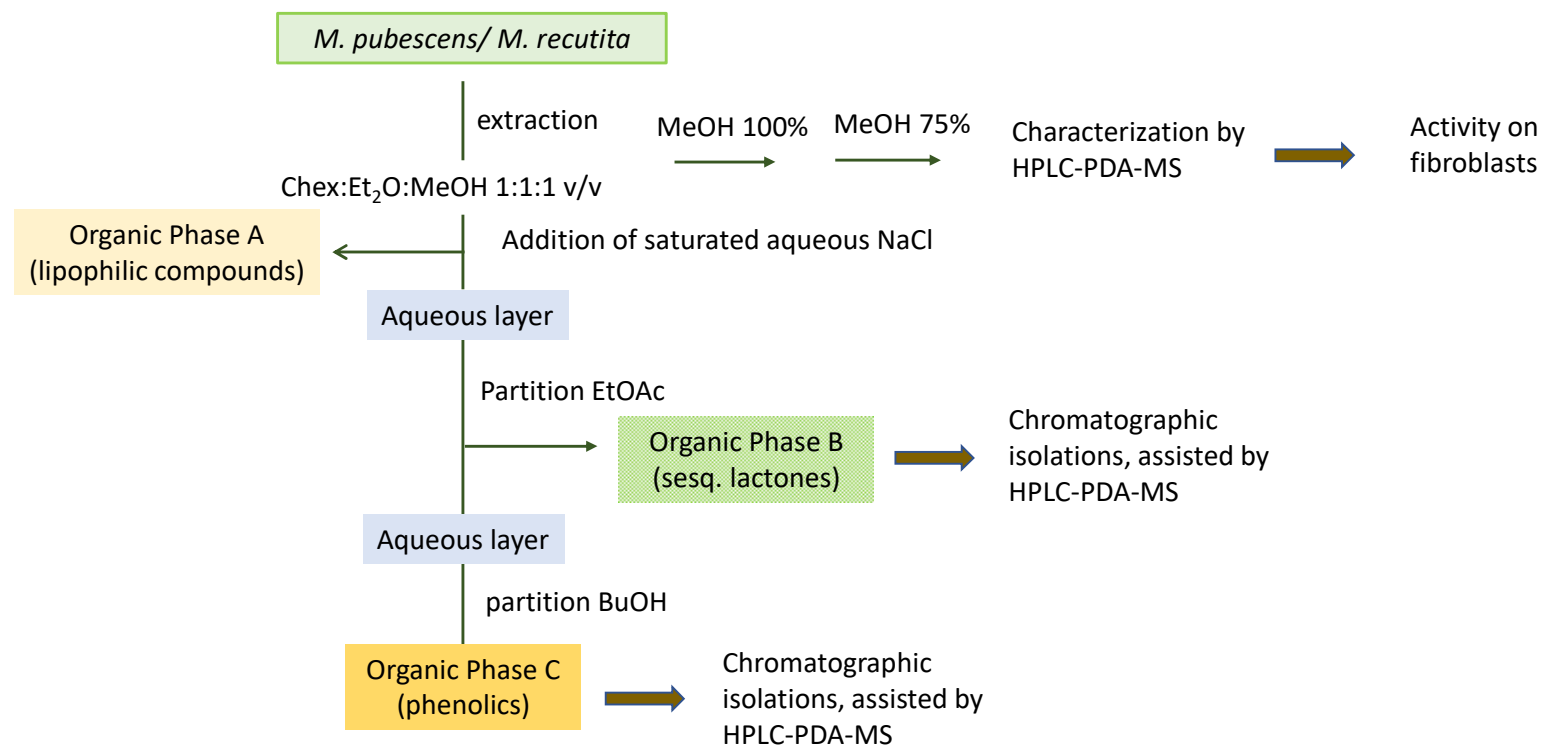 M. pubescens/ M. recutita
extraction
MeOH 100%
MeOH 75%
Characterization by
HPLC-PDA-MS
Activity on
fibroblasts
Chex:Et₂O:MeOH 1:1:1 v/v
Organic Phase A
(lipophilic compounds)
Addition of saturated aqueous NaCl
Aqueous layer
Partition EtOAc
Organic Phase B
(sesq. lactones)
Chromatographic
isolations, assisted by
HPLC-PDA-MS
Aqueous layer
partition BuOH
Organic Phase C
(phenolics)
Chromatographic
isolations, assisted by
HPLC-PDA-MS